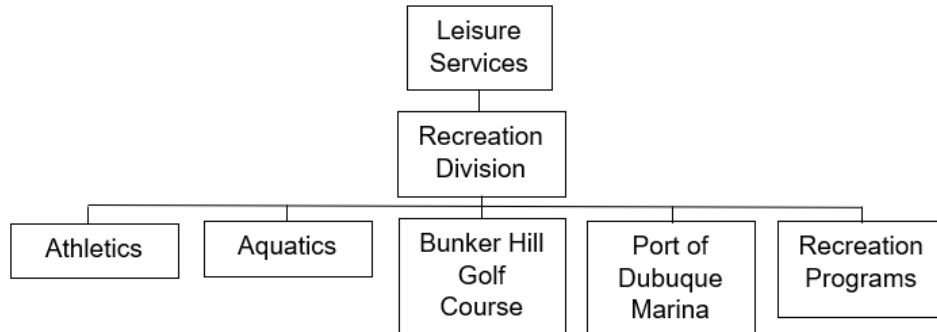 Leisure
Services
Recreation
Division
Athletics
Aquatics
Bunker Hill
Golf
Course
Port of
Dubuque
Marina
Recreation
Programs